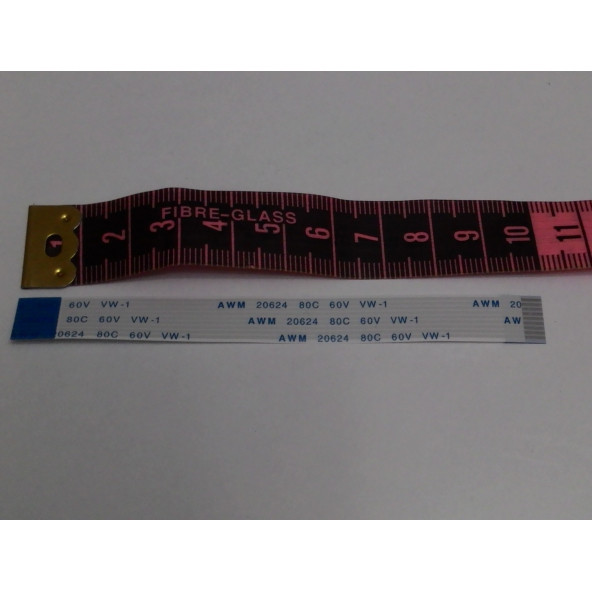 FIBRE-GLASS
1 2 3 4 5 6 7 8 9 10 11
60V VW-1 AWM 20624 80C 60V VW-1 AWM 20
80C 60V VW-1 AWM 20624 80C 60V VW-1 AW
0624 80C 60V VW-1 AWM 20624 80C 60V VW-1